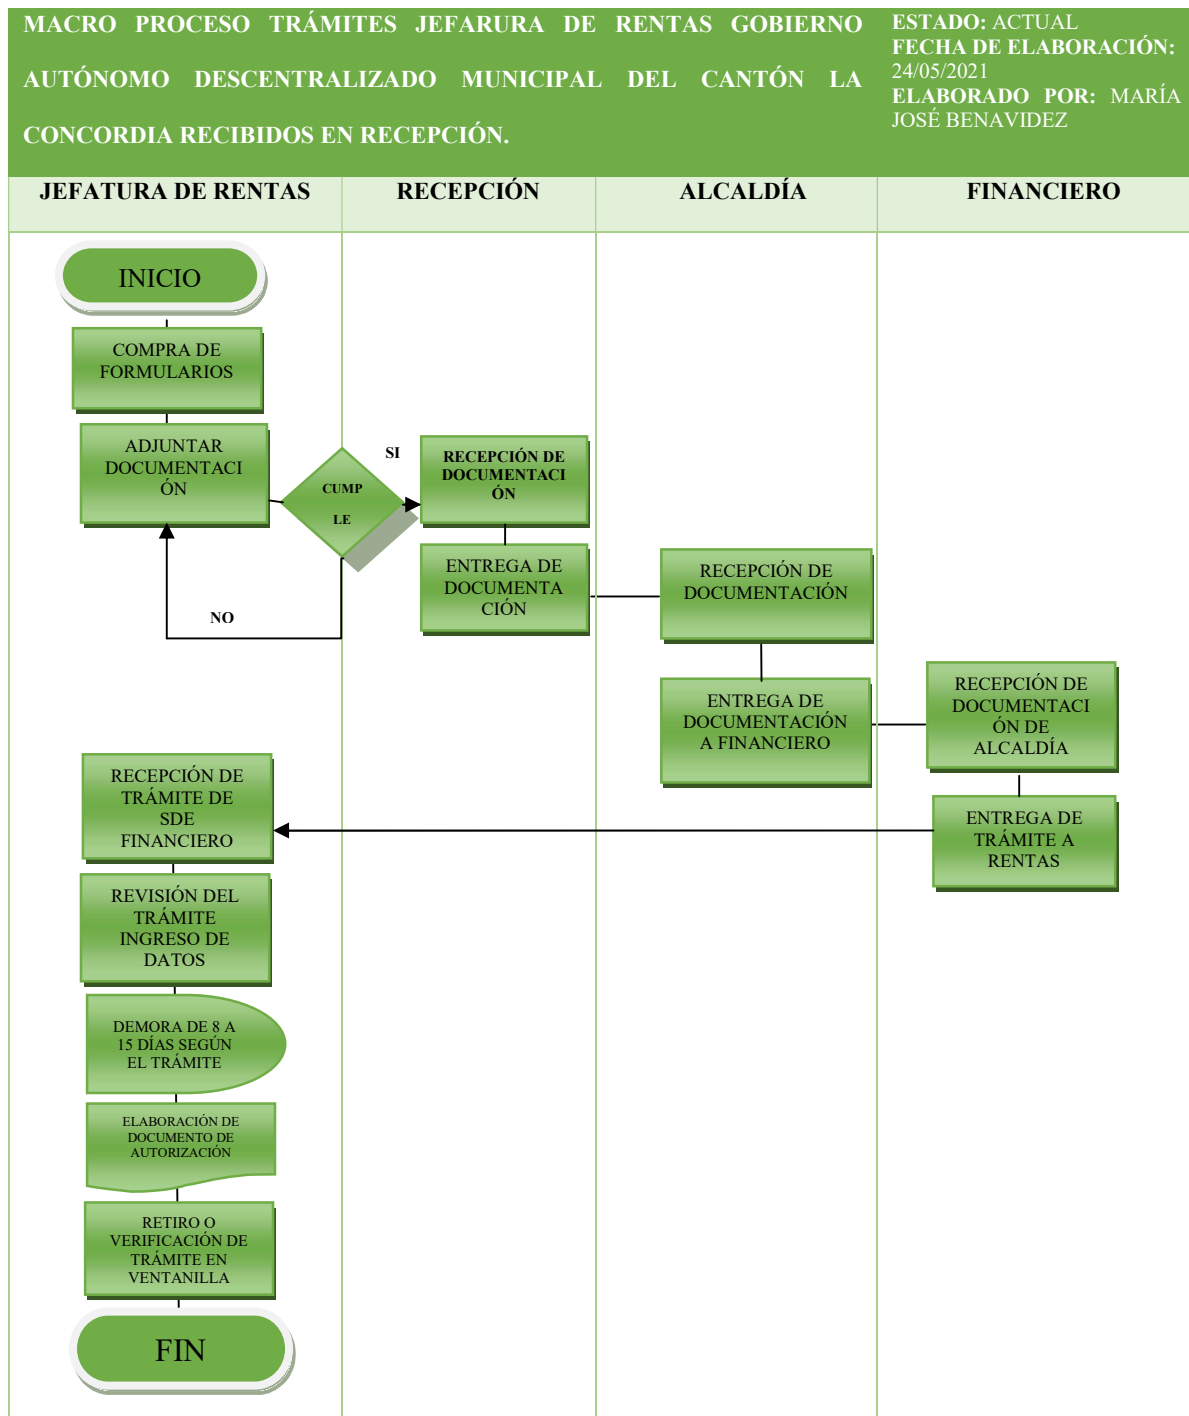 MACRO PROCESO TRÁMITES JEFARURA DE RENTAS GOBIERNO
AUTÓNOMO DESCENTRALIZADO MUNICIPAL DEL CANTÓN LA
CONCORDIA RECIBIDOS EN RECEPCIÓN.
ESTADO: ACTUAL
FECHA DE ELABORACIÓN:
24/05/2021
ELABORADO POR: MARÍA
JOSÉ BENAVIDEZ
JEFATURA DE RENTAS
RECEPCIÓN
ALCALDÍA
FINANCIERO
INICIO
COMPRA DE
FORMULARIOS
ADJUNTAR
DOCUMENTACI
ÓN
CUMP
LE
SI
NO
RECEPCIÓN DE
DOCUMENTACI
ÓN
ENTREGA DE
DOCUMENTA
CIÓN
RECEPCIÓN DE
DOCUMENTACIÓN
ENTREGA DE
DOCUMENTACIÓN
A FINANCIERO
RECEPCIÓN DE
DOCUMENTACI
ÓN DE
ALCALDÍA
ENTREGA DE
TRÁMITE A
RENTAS
RECEPCIÓN DE
TRÁMITE DE
SDE
FINANCIERO
REVISIÓN DEL
TRÁMITE
INGRESO DE
DATOS
DEMORA DE 8 A
15 DÍAS SEGÚN
EL TRÁMITE
ELABORACIÓN DE
DOCUMENTO DE
AUTORIZACIÓN
RETIRO O
VERIFICACIÓN DE
TRÁMITE EN
VENTANILLA
FIN